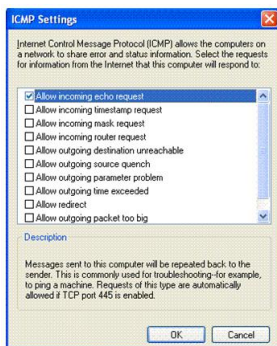 ICMP Settings
Internet Control Message Protocol (ICMP) allows the computers on
a network to share error and status information. Select the requests
for information from the Internet that this computer will respond to:
Allow incoming echo request
Allow incoming timestamp request
Allow incoming mask request
Allow incoming router request
Allow outgoing destination unreachable
Allow outgoing source quench
Allow outgoing parameter problem
Allow outgoing time exceeded
Allow redirect
Allow outgoing packet too big
Description
Messages sent to this computer will be repeated back to the
sender. This is commonly used for troubleshooting--for example,
to ping a machine. Requests of this type are automatically
allowed if TCP port 445 is enabled.
OK
Cancel